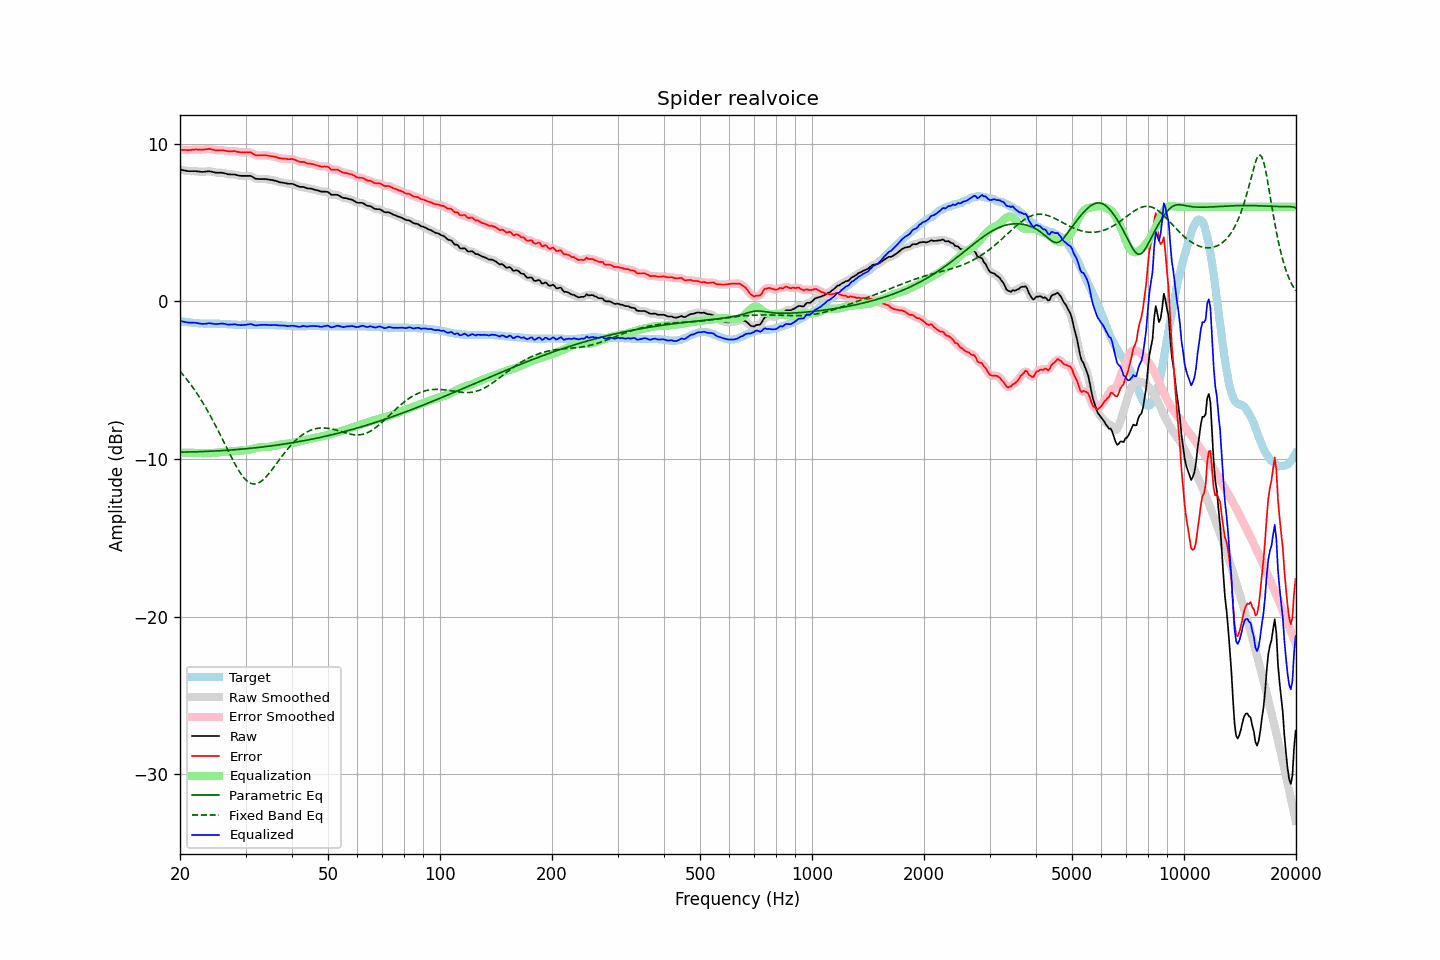 Spider realvoice
10
0
−10
−20
−30
Amplitude (dBr)
Target
Raw Smoothed
Error Smoothed
Raw
Error
Equalization
Parametric Eq
Fixed Band Eq
Equalized
20 50 100 200 500 1000 2000 5000 10000 20000
Frequency (Hz)